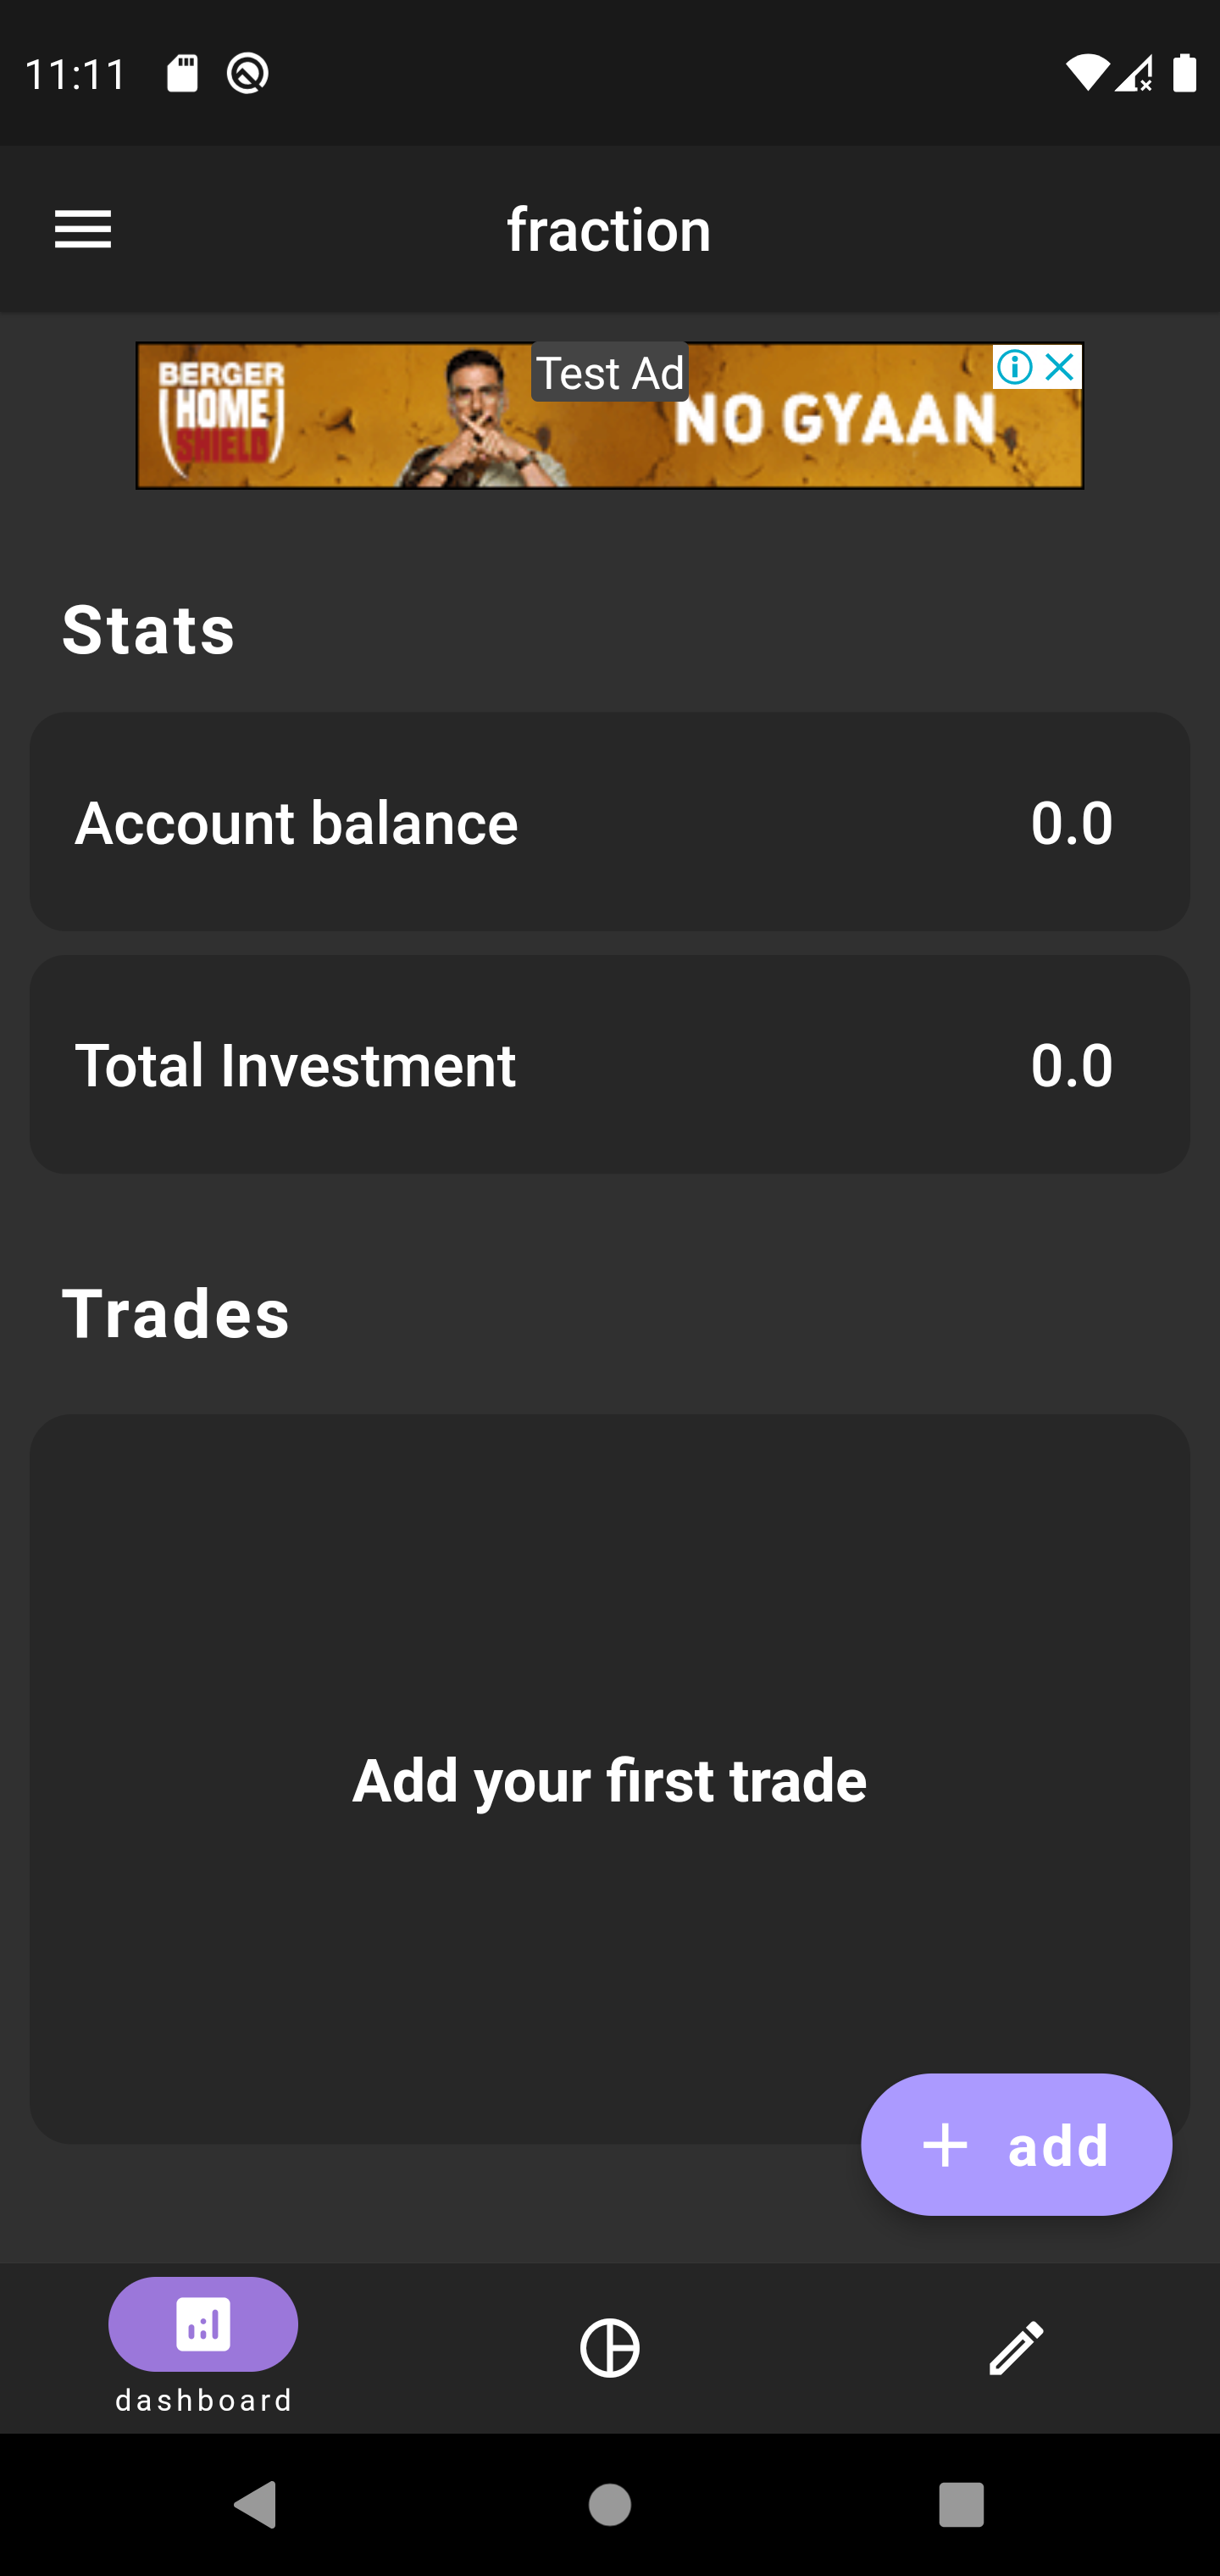 11:11
fraction
Test Ad
BERGER
HOME
SHIELD
NO GYAAN
Stats
Account balance 0.0
Total Investment 0.0
Trades
Add your first trade
+ add
dashboard